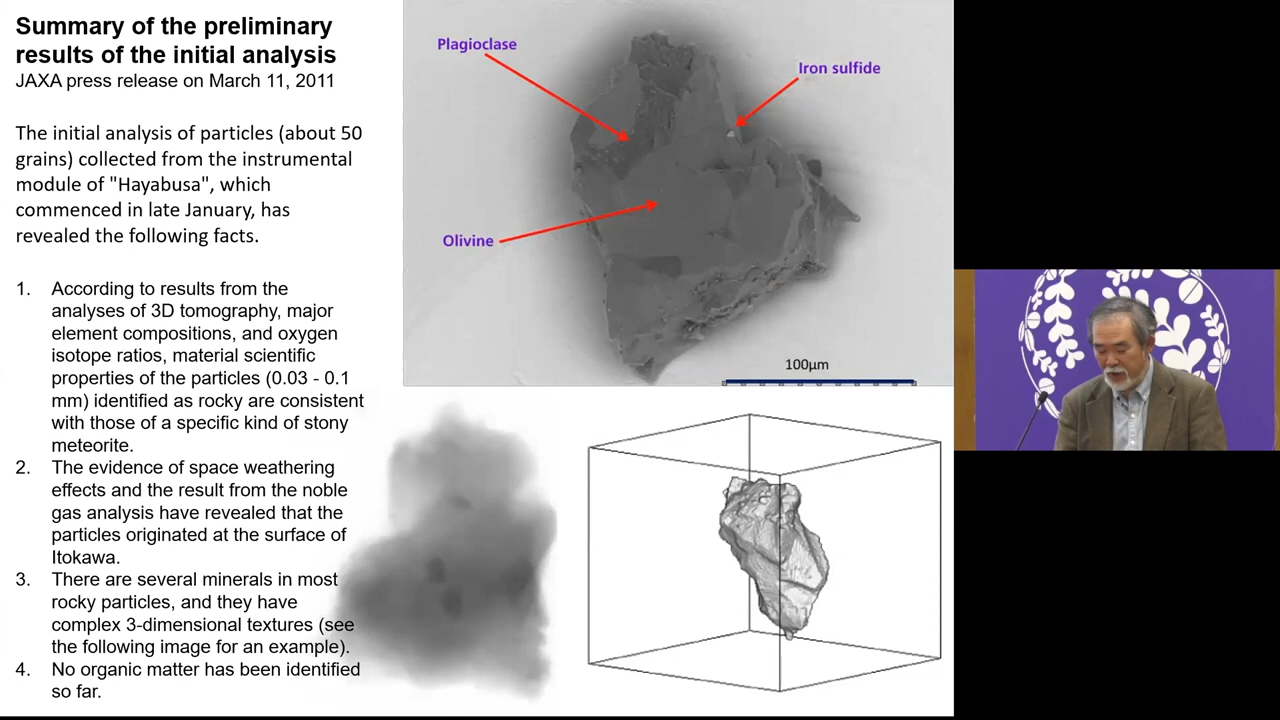 Summary of the preliminary
results of the initial analysis
JAXA press release on March 11, 2011
The initial analysis of particles (about 50
grains) collected from the instrumental
module of "Hayabusa", which
commenced in late January, has
revealed the following facts.
1. According to results from the
analyses of 3D tomography, major
element compositions, and oxygen
isotope ratios, material scientific
properties of the particles (0.03 - 0.1
mm) identified as rocky are consistent
with those of a specific kind of stony
meteorite.
2. The evidence of space weathering
effects and the result from the noble
gas analysis have revealed that the
particles originated at the surface of
Itokawa.
3. There are several minerals in most
rocky particles, and they have
complex 3-dimensional textures (see
the following image for an example).
4. No organic matter has been identified
so far.
Plagioclase
Iron sulfide
Olivine
100μm